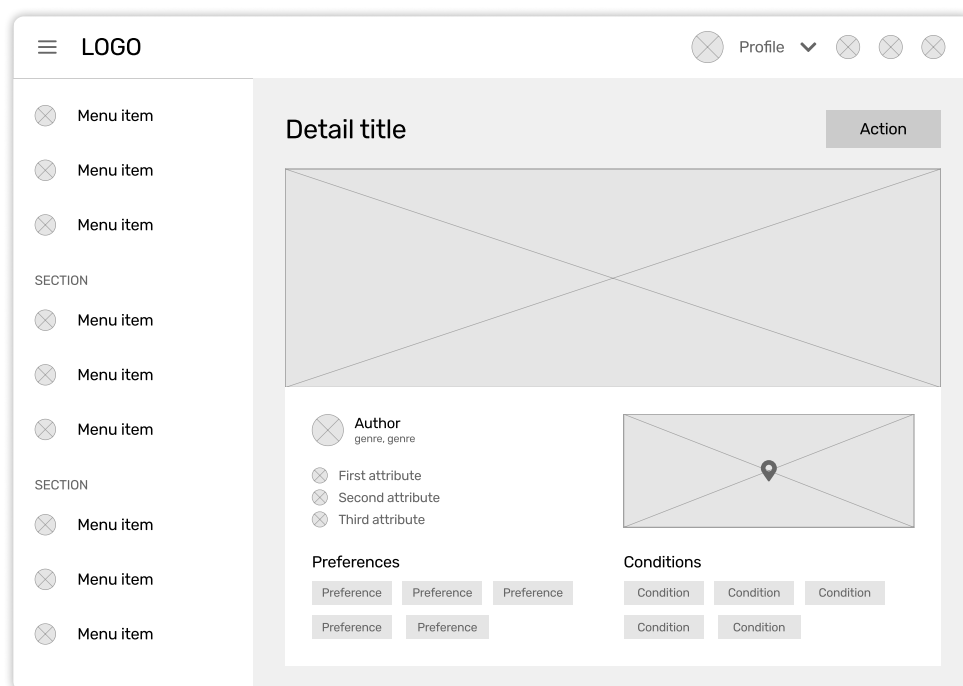 LOGO
Profile
Menu item
Menu item
Menu item
SECTION
Menu item
Menu item
Menu item
SECTION
Menu item
Menu item
Menu item
Detail title
Action
Author
genre, genre
First attribute
Second attribute
Third attribute
Preferences
Preference Preference Preference
Preference Preference
Conditions
Condition Condition Condition
Condition Condition